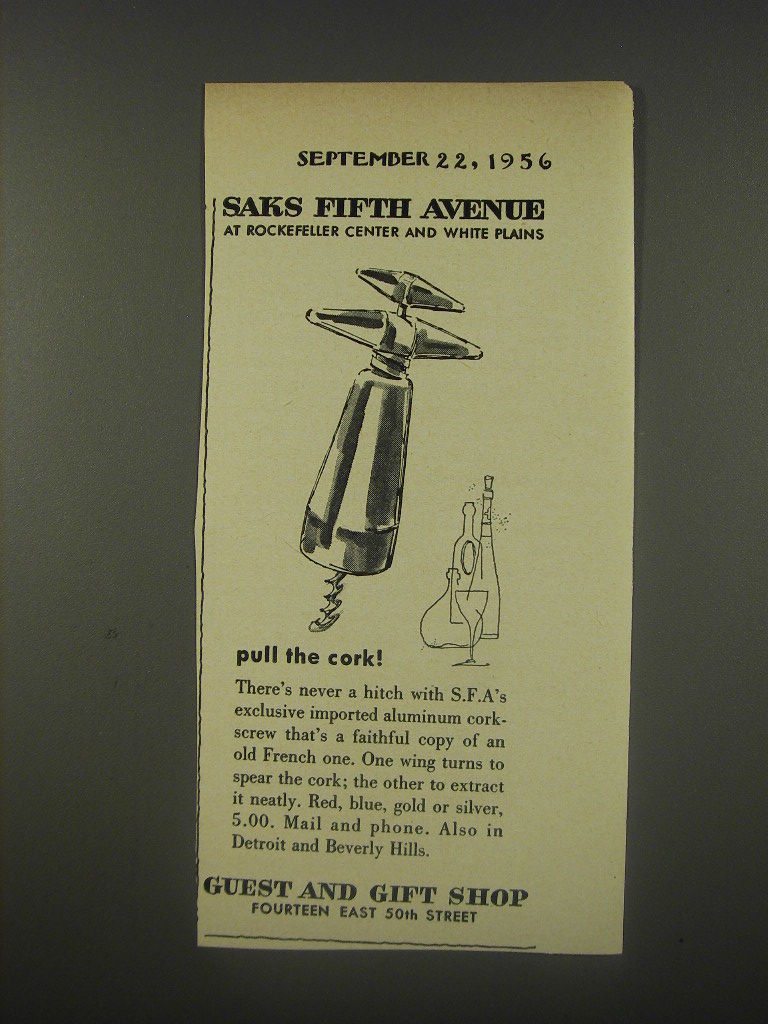 SEPTEMBER 22, 1956
SAKS FIFTH AVENUE
AT ROCKEFELLER CENTER AND WHITE PLAINS
pull the cork!
There's never a hitch with S.F.A's
exclusive imported aluminum cork-
screw that's a faithful copy of an
old French one. One wing turns to
spear the cork; the other to extract
it neatly. Red, blue, gold or silver,
5.00. Mail and phone. Also in
Detroit and Beverly Hills.
GUEST AND GIFT SHOP
FOURTEEN EAST 50th STREET